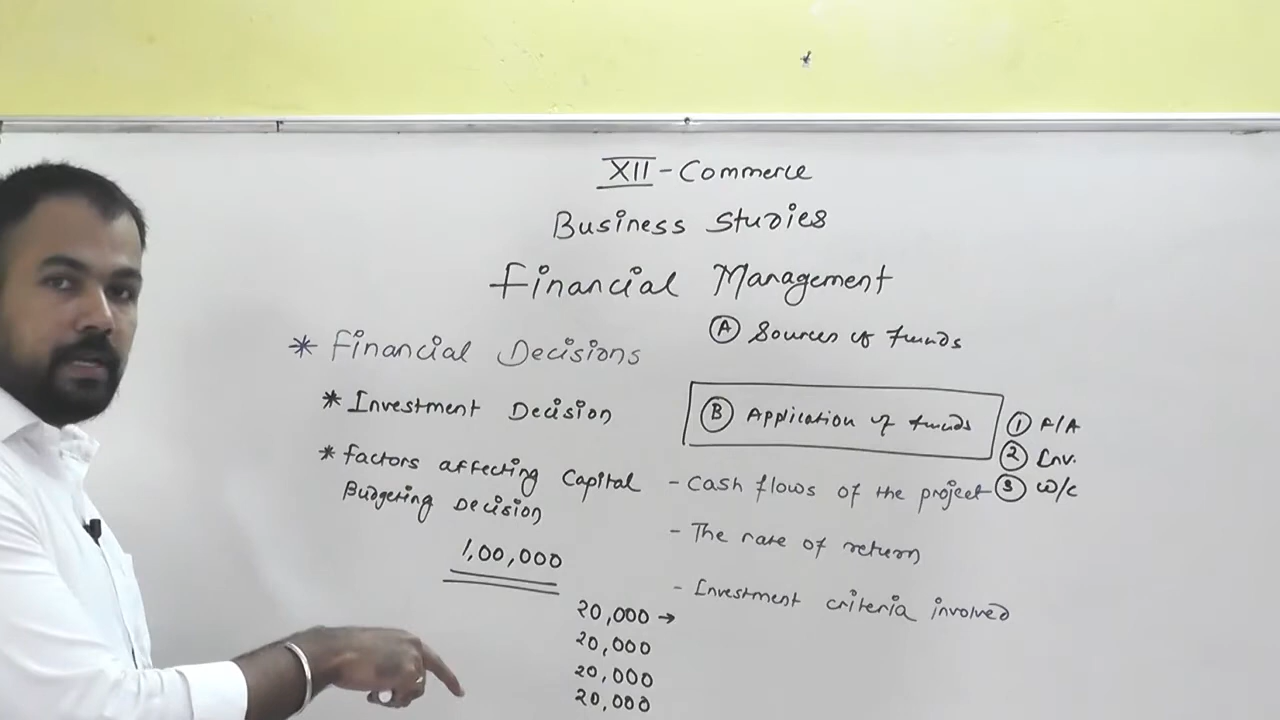 XII - Commerce
Business Studies
Financial Management
* Financial Decisions
* Investment Decision
* factors affecting Capital
Budgeting Decision
1,00,000
20,000 →
20,000
20,000
20,000
Ⓐ Sources of funds
Ⓑ Application of funds
① F/A
② Inv.
③ W/C
- Cash flows of the project
- The rate of return
- Investment criteria involved